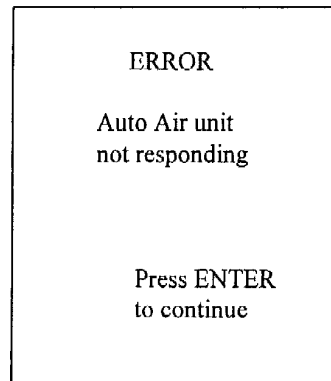 ERROR
Auto Air unit
not responding
Press ENTER
to continue